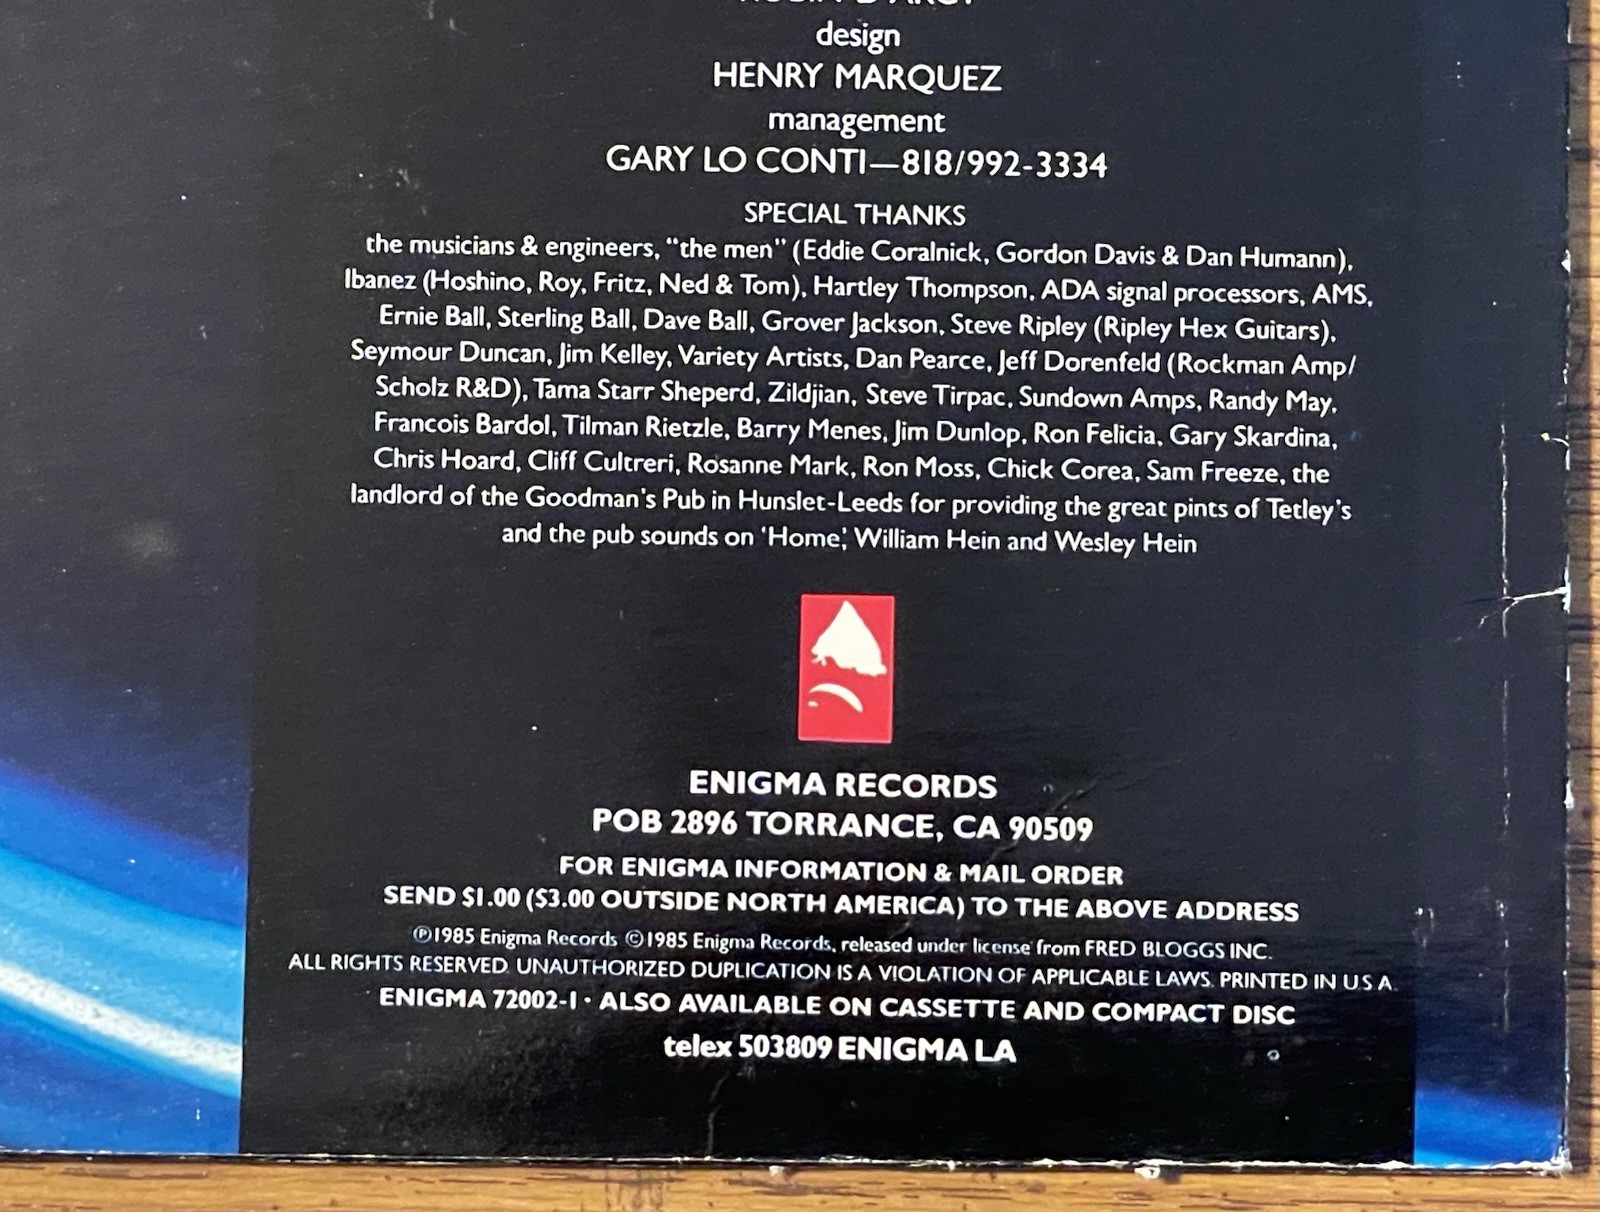 design
HENRY MARQUEZ
management
GARY LO CONTI—818/992-3334
SPECIAL THANKS
the musicians & engineers, "the men" (Eddie Coralnick, Gordon Davis & Dan Humann),
Ibanez (Hoshino, Roy, Fritz, Ned & Tom), Hartley Thompson, ADA signal processors, AMS,
Ernie Ball, Sterling Ball, Dave Ball, Grover Jackson, Steve Ripley (Ripley Hex Guitars),
Seymour Duncan, Jim Kelley, Variety Artists, Dan Pearce, Jeff Dorenfeld (Rockman Amp/
Scholz R&D), Tama Starr Sheperd, Zildjian, Steve Tirpac, Sundown Amps, Randy May,
Francois Bardol, Tilman Rietzle, Barry Menes, Jim Dunlop, Ron Felicia, Gary Skardina,
Chris Hoard, Cliff Cultreri, Rosanne Mark, Ron Moss, Chick Corea, Sam Freeze, the
landlord of the Goodman's Pub in Hunslet-Leeds for providing the great pints of Tetley's
and the pub sounds on 'Home,' William Hein and Wesley Hein
ENIGMA RECORDS
POB 2896 TORRANCE, CA 90509
FOR ENIGMA INFORMATION & MAIL ORDER
SEND $1.00 ($3.00 OUTSIDE NORTH AMERICA) TO THE ABOVE ADDRESS
℗1985 Enigma Records ©1985 Enigma Records, released under license from FRED BLOGGS INC.
ALL RIGHTS RESERVED. UNAUTHORIZED DUPLICATION IS A VIOLATION OF APPLICABLE LAWS. PRINTED IN U.S.A.
ENIGMA 72002-1 · ALSO AVAILABLE ON CASSETTE AND COMPACT DISC
telex 503809 ENIGMA LA